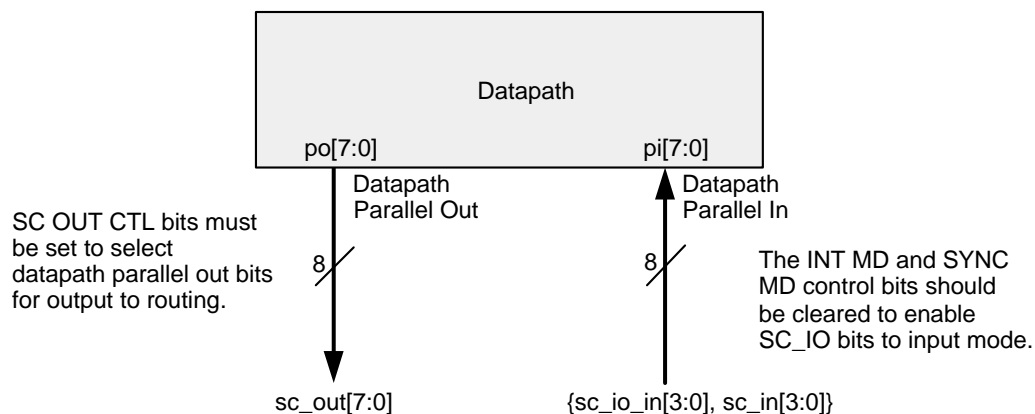 Datapath
po[7:0]
pi[7:0]
Datapath
Parallel Out
Datapath
Parallel In
SC OUT CTL bits must
be set to select
datapath parallel out bits
for output to routing.
8
8
The INT MD and SYNC
MD control bits should
be cleared to enable
SC_IO bits to input mode.
sc_out[7:0]
{sc_io_in[3:0], sc_in[3:0]}